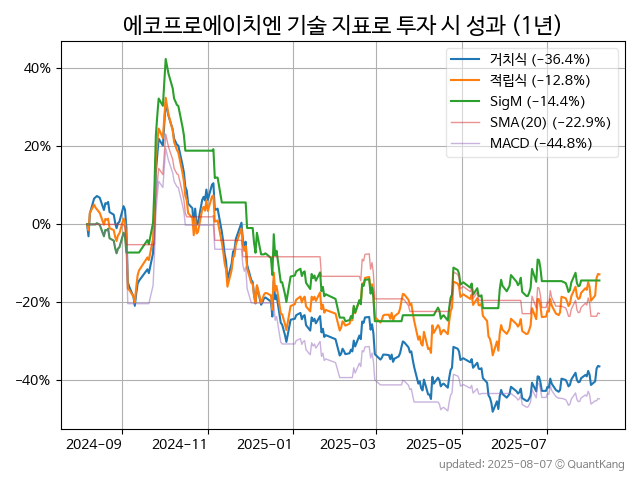 에코프로에이치엔 기술 지표로 투자 시 성과 (1년)
거치식 (−36.4%)
적립식 (−12.8%)
SigM (−14.4%)
SMA(20) (−22.9%)
MACD (−44.8%)
40%
20%
0%
−20%
−40%
2024-09
2024-11
2025-01
2025-03
2025-05
2025-07
updated: 2025-08-07 © QuantKang